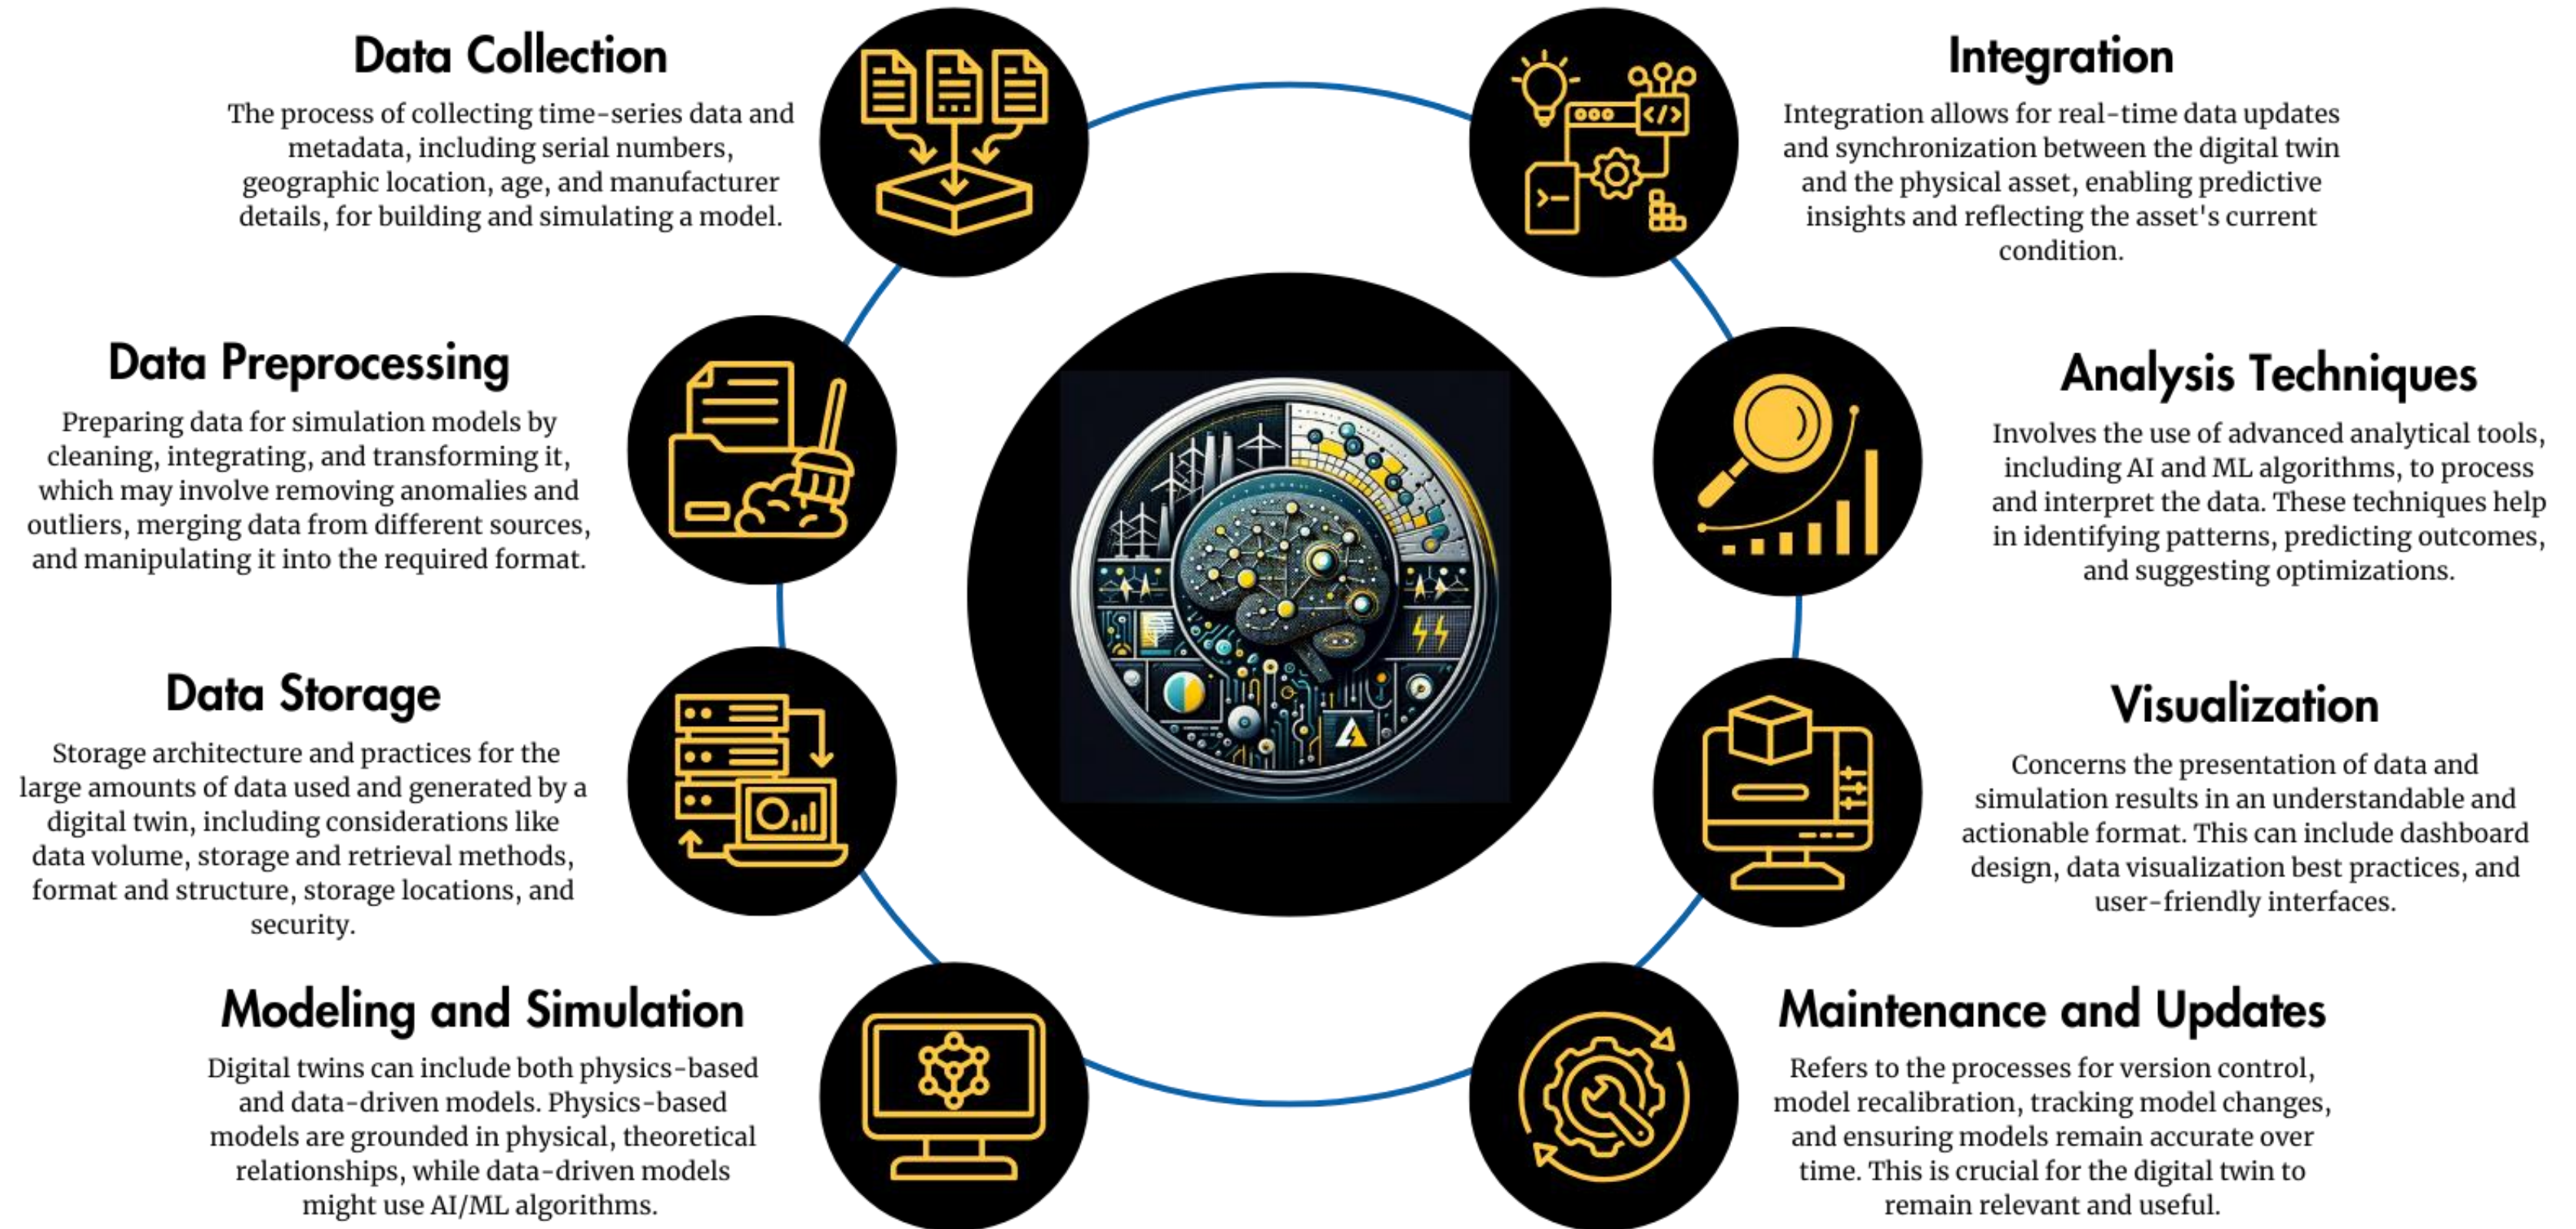 Data Collection
The process of collecting time-series data and
metadata, including serial numbers,
geographic location, age, and manufacturer
details, for building and simulating a model.
Data Preprocessing
Preparing data for simulation models by
cleaning, integrating, and transforming it,
which may involve removing anomalies and
outliers, merging data from different sources,
and manipulating it into the required format.
Data Storage
Storage architecture and practices for the
large amounts of data used and generated by a
digital twin, including considerations like
data volume, storage and retrieval methods,
format and structure, storage locations, and
security.
Modeling and Simulation
Digital twins can include both physics-based
and data-driven models. Physics-based
models are grounded in physical, theoretical
relationships, while data-driven models
might use AI/ML algorithms.
Integration
Integration allows for real-time data updates
and synchronization between the digital twin
and the physical asset, enabling predictive
insights and reflecting the asset's current
condition.
Analysis Techniques
Involves the use of advanced analytical tools,
including AI and ML algorithms, to process
and interpret the data. These techniques help
in identifying patterns, predicting outcomes,
and suggesting optimizations.
Visualization
Concerns the presentation of data and
simulation results in an understandable and
actionable format. This can include dashboard
design, data visualization best practices, and
user-friendly interfaces.
Maintenance and Updates
Refers to the processes for version control,
model recalibration, tracking model changes,
and ensuring models remain accurate over
time. This is crucial for the digital twin to
remain relevant and useful.